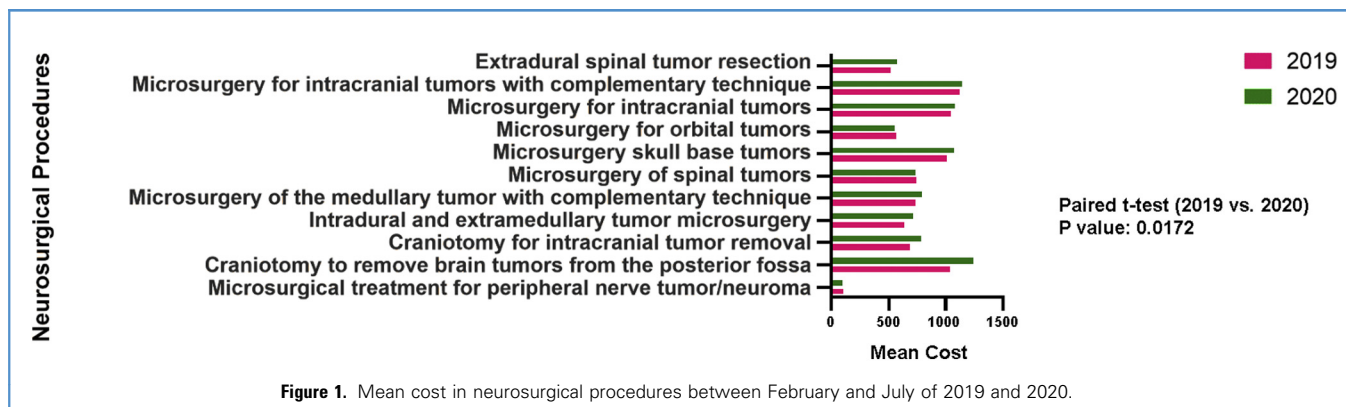 Neurosurgical Procedures
Extradural spinal tumor resection
Microsurgery for intracranial tumors with complementary technique
Microsurgery for intracranial tumors
Microsurgery for orbital tumors
Microsurgery skull base tumors
Microsurgery of spinal tumors
Microsurgery of the medullary tumor with complementary technique
Intradural and extramedullary tumor microsurgery
Craniotomy for intracranial tumor removal
Craniotomy to remove brain tumors from the posterior fossa
Microsurgical treatment for peripheral nerve tumor/neuroma
0 500 1000 1500
Mean Cost
2019
2020
Paired t-test (2019 vs. 2020)
P value: 0.0172
Figure 1. Mean cost in neurosurgical procedures between February and July of 2019 and 2020.